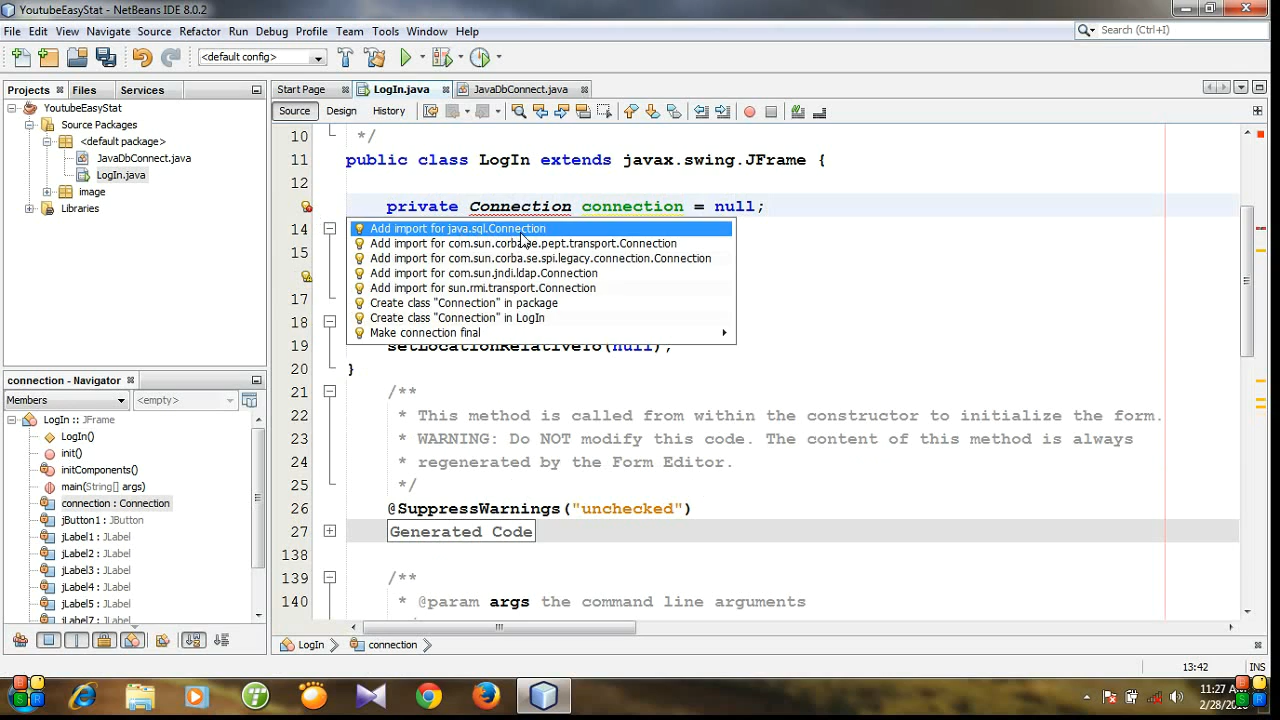 YoutubeEasyStat - NetBeans IDE 8.0.2
File Edit View Navigate Source Refactor Run Debug Profile Team Tools Window Help
Search (Ctrl+I)
<default config>
Projects Files Services
Start Page LogIn.java JavaDbConnect.java
YoutubeEasyStat
Source Packages
<default package>
JavaDbConnect.java
LogIn.java
image
Libraries
Source Design History
10 */
11 public class LogIn extends javax.swing.JFrame {
12
private Connection connection = null;
14
Add import for java.sql.Connection
Add import for com.sun.corba.se.pept.transport.Connection
15
Add import for com.sun.corba.se.spi.legacy.connection.Connection
Add import for com.sun.jndi.ldap.Connection
Add import for sun.rmi.transport.Connection
17
Create class "Connection" in package
Create class "Connection" in LogIn
18
Make connection final
19 setLocationRelativeTo(null);
20 }
21 /**
22 * This method is called from within the constructor to initialize the form.
23 * WARNING: Do NOT modify this code. The content of this method is always
24 * regenerated by the Form Editor.
25 */
26 @SuppressWarnings("unchecked")
27 Generated Code
138
139 /**
140 * @param args the command line arguments
connection - Navigator
Members <empty>
LogIn :: JFrame
LogIn()
init()
initComponents()
main(String[] args)
connection : Connection
jButton1 : JButton
jLabel1 : JLabel
jLabel2 : JLabel
jLabel3 : JLabel
jLabel4 : JLabel
jLabel5 : JLabel
jLabel7 : JLabel
LogIn connection
13:42 INS
11:27 AM